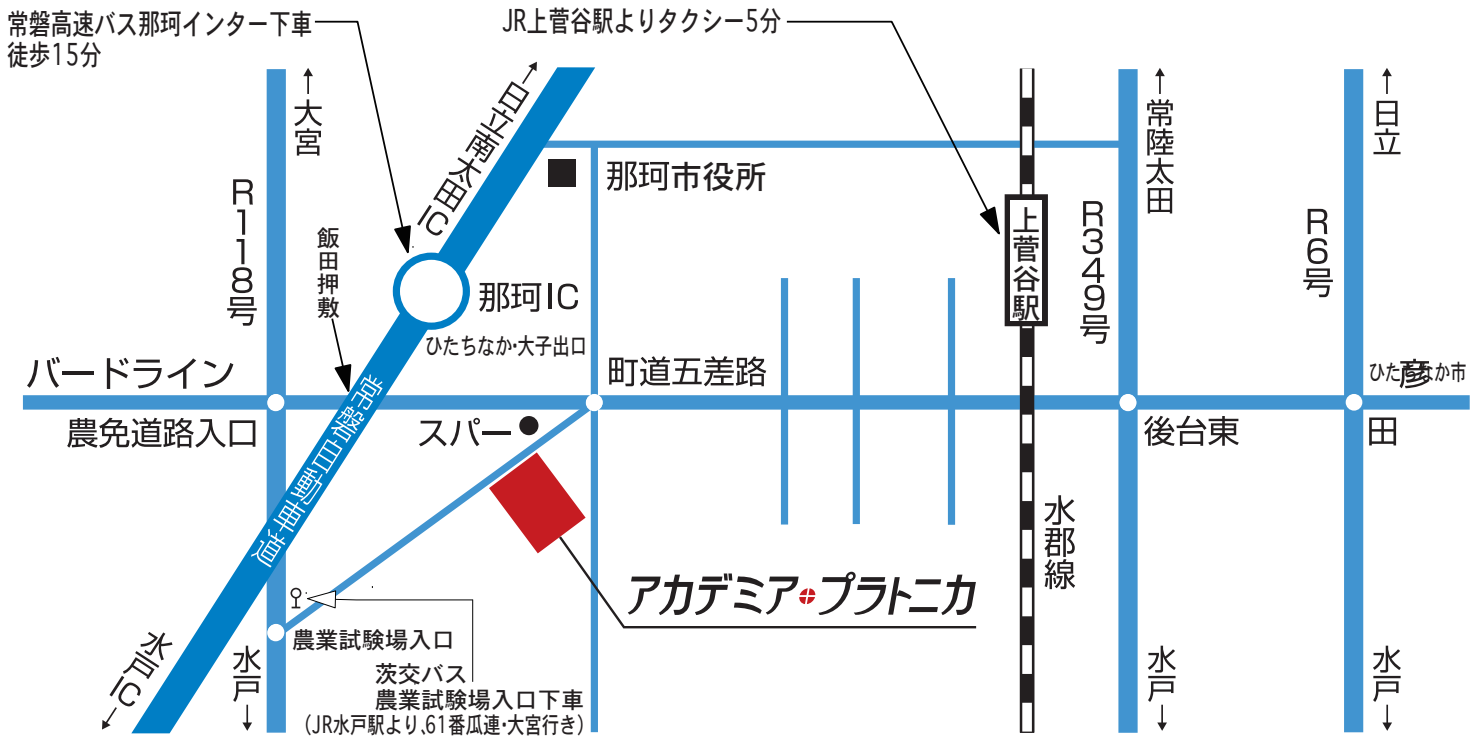 常磐高速バス那珂インター下車
徒歩15分
JR上菅谷駅よりタクシー5分
↑大宮
↑日立南太田IC
↑常陸太田
↑日立
那珂市役所
R118号
飯田押敷
上菅谷駅
R349号
R6号
那珂IC
ひたちなか・大子出口
バードライン
町道五差路
ひたちなか市
彦田
農免道路入口
常磐自動車道
スパー
後台東
水郡線
アカデミア・プラトニカ
農業試験場入口
←水戸IC
水戸↓
茨交バス
農業試験場入口下車
(JR水戸駅より、61番瓜連・大宮行き)
水戸↓
水戸↓